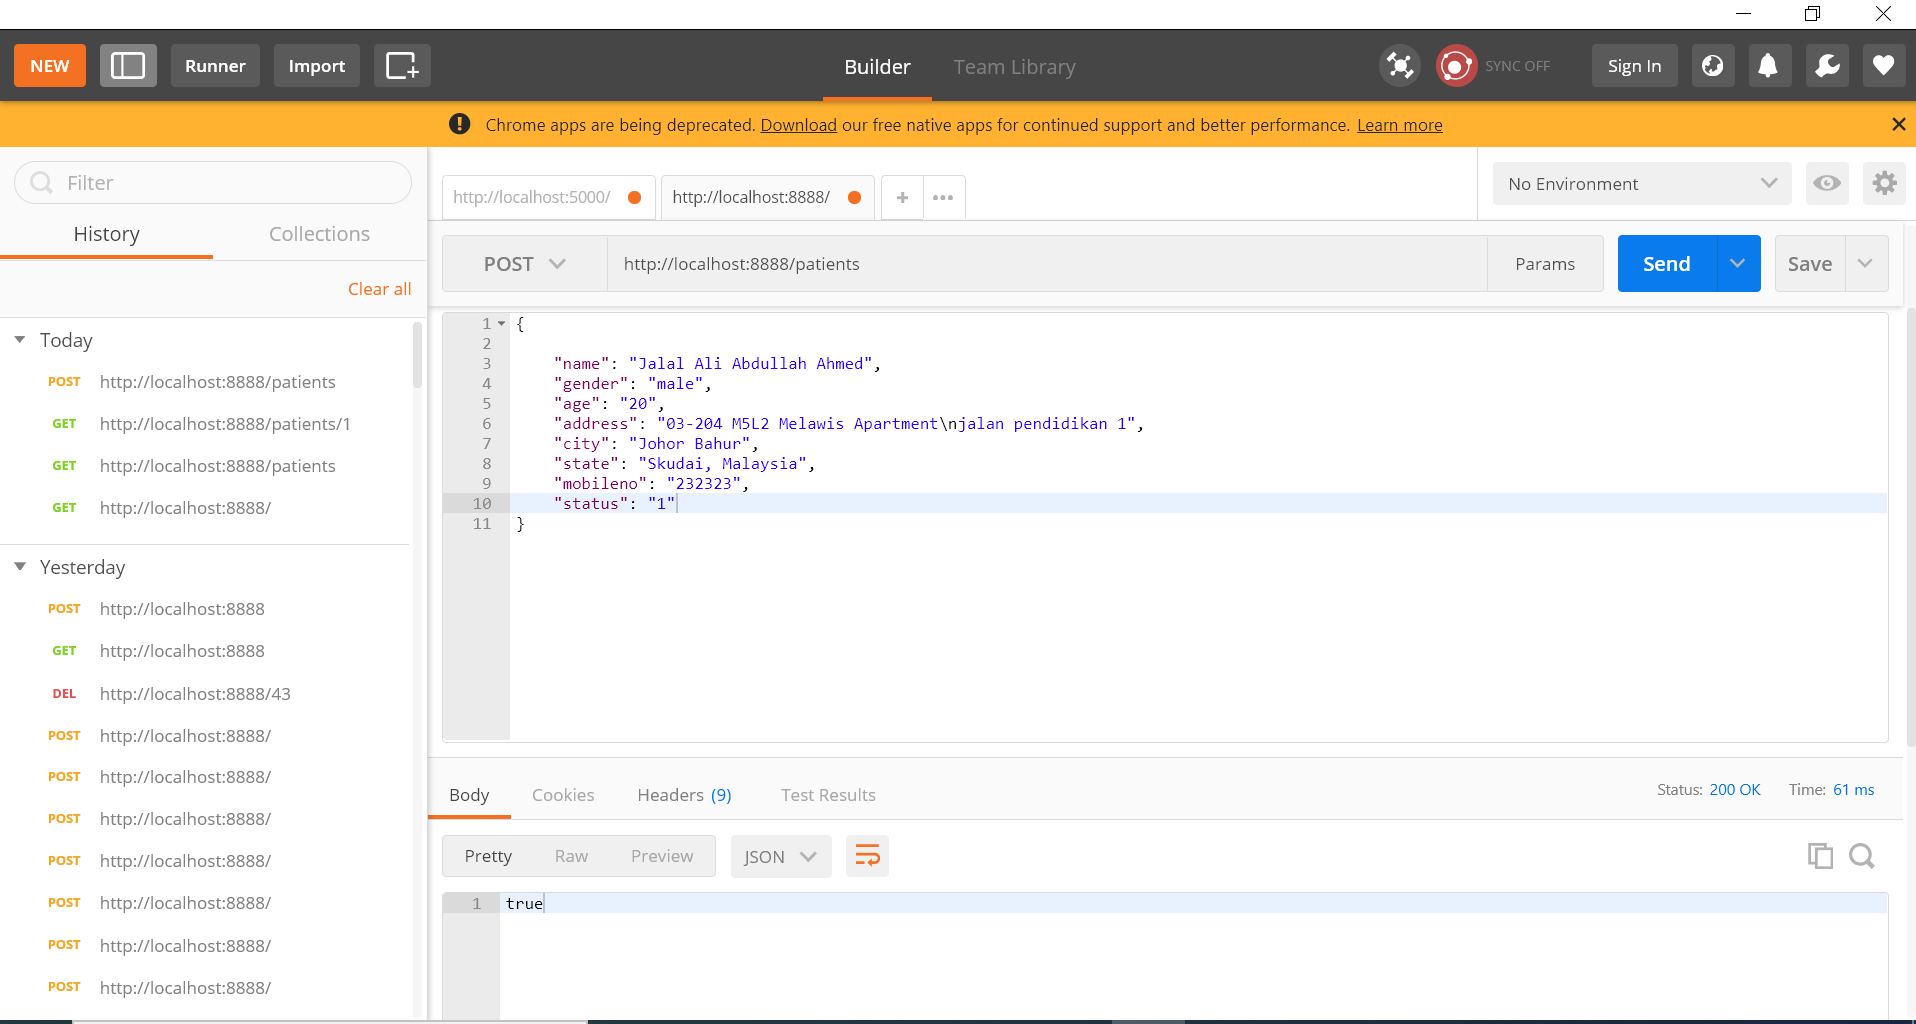 NEW Runner Import Builder Team Library SYNC OFF Sign In
Chrome apps are being deprecated. Download our free native apps for continued support and better performance. Learn more
Filter
History Collections
Clear all
Today
POST http://localhost:8888/patients
GET http://localhost:8888/patients/1
GET http://localhost:8888/patients
GET http://localhost:8888/
Yesterday
POST http://localhost:8888
GET http://localhost:8888
DEL http://localhost:8888/43
POST http://localhost:8888/
POST http://localhost:8888/
POST http://localhost:8888/
POST http://localhost:8888/
POST http://localhost:8888/
POST http://localhost:8888/
POST http://localhost:8888/
http://localhost:5000/ http://localhost:8888/ No Environment
POST http://localhost:8888/patients Params Send Save
1 {
2
3 "name": "Jalal Ali Abdullah Ahmed",
4 "gender": "male",
5 "age": "20",
6 "address": "03-204 M5L2 Melawis Apartment\njalan pendidikan 1",
7 "city": "Johor Bahur",
8 "state": "Skudai, Malaysia",
9 "mobileno": "232323",
10 "status": "1"
11 }
Body Cookies Headers (9) Test Results Status: 200 OK Time: 61 ms
Pretty Raw Preview JSON
1 true